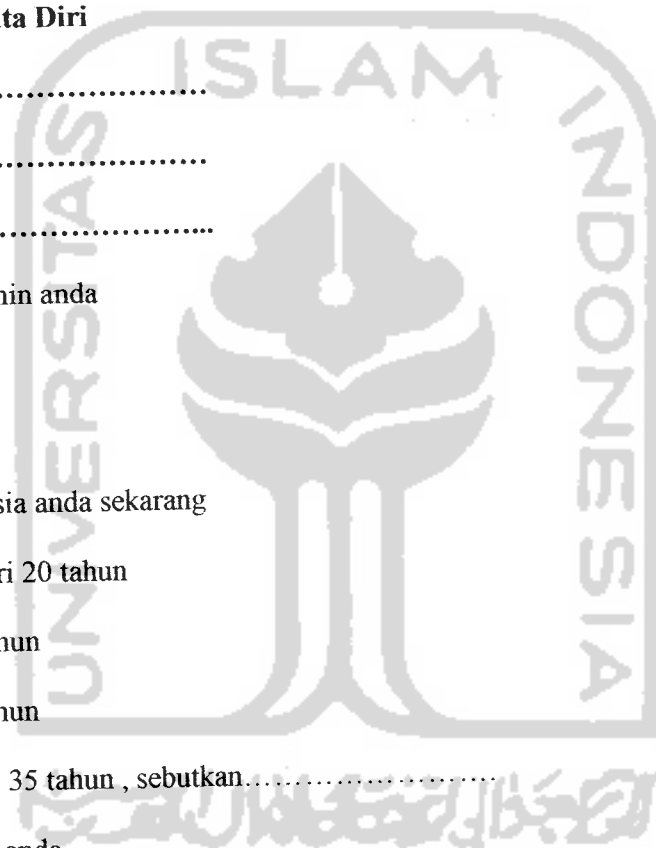 ta Diri
ISLAM
........................
........................
........................
UNIVERSITAS
INDONESIA
nin anda
sia anda sekarang
ri 20 tahun
hun
hun
35 tahun , sebutkan........................
anda